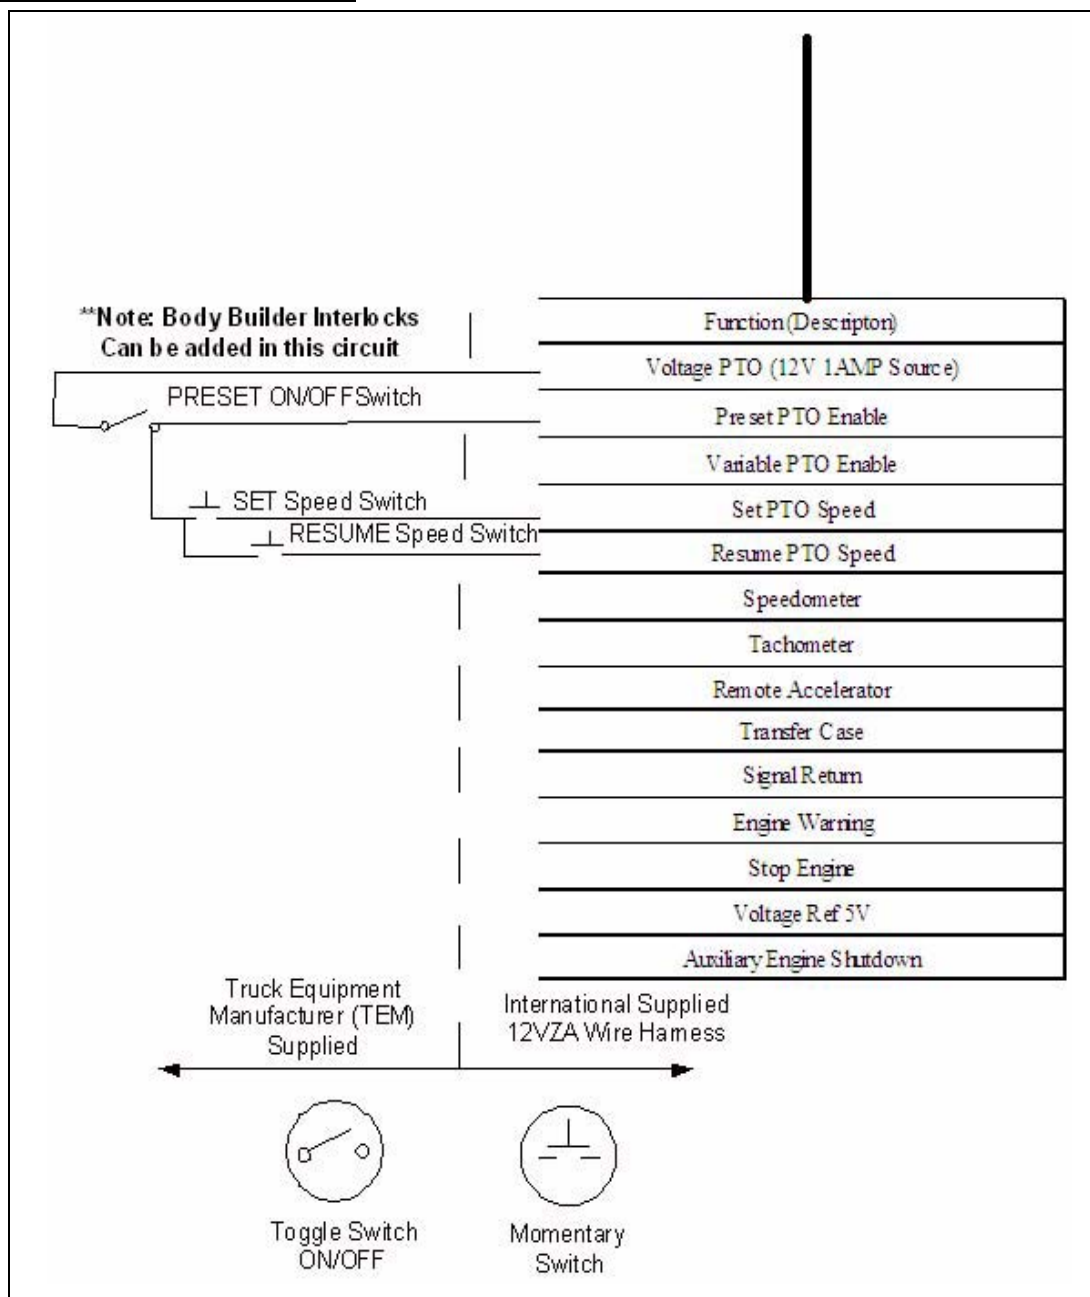 **Note: Body Builder Interlocks
Can be added in this circuit
PRESET ON/OFFSwitch
SET Speed Switch
RESUME Speed Switch
Function(Descripton)
Voltage PTO (12V 1AMP Source)
Preset PTO Enable
Variable PTO Enable
Set PTO Speed
Resume PTO Speed
Speedometer
Tachometer
Remote Accelerator
Transfer Case
Signal Return
Engine Warning
Stop Engine
Voltage Ref 5V
Auxiliary Engine Shutdown
Truck Equipment
Manufacturer (TEM)
Supplied
International Supplied
12VZA Wire Harness
Toggle Switch
ON/OFF
Momentary
Switch